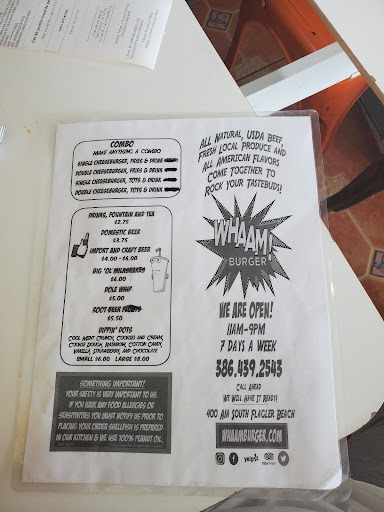 COMBO
MAKE ANYTHING A COMBO
SINGLE CHEESEBURGER, FRIES & DRINK
DOUBLE CHEESEBURGER, FRIES & DRINK
SINGLE CHEESEBURGER, TOTS & DRINK
DOUBLE CHEESEBURGER, TOTS & DRINK
DRINKS, FOUNTAIN AND TEA
$2.75
DOMESTIC BEER
$3.75
IMPORT AND CRAFT BEER
$4.00 -$6.00
BIG 'OL MILKSHAKES
$6.00
DOLE WHIP
$5.00
ROOT BEER
$5.50
DIPPIN' DOTS
COOL MINT CRUNCH, COOKIES AND CREAM,
COOKIE DOUGH, RAINBOW, COTTON CANDY,
VANILLA, STRAWBERRY, AND CHOCOLATE
SMALL $6.00 LARGE $8.00
SOMETHING IMPORTANT!
YOUR SAFETY IS VERY IMPORTANT TO US.
IF YOU HAVE ANY FOOD ALLERGIES OR
SENSITIVITIES YOU MUST NOTIFY US PRIOR TO
PLACING YOUR ORDER SHELLFISH IS PREPARED
IN OUR KITCHEN & WE USE 100% PEANUT OIL.
ALL NATURAL, USDA BEEF,
FRESH LOCAL PRODUCE AND
ALL AMERICAN FLAVORS
COME TOGETHER TO
ROCK YOUR TASTEBUDS!
WHAAM!
BURGER
WE ARE OPEN!
11AM-9PM
7 DAYS A WEEK
386.439.2543
CALL AHEAD
WE WILL HAVE IT READY!
400 A1A SOUTH FLAGLER BEACH
WHAAMBURGER.COM
yelp